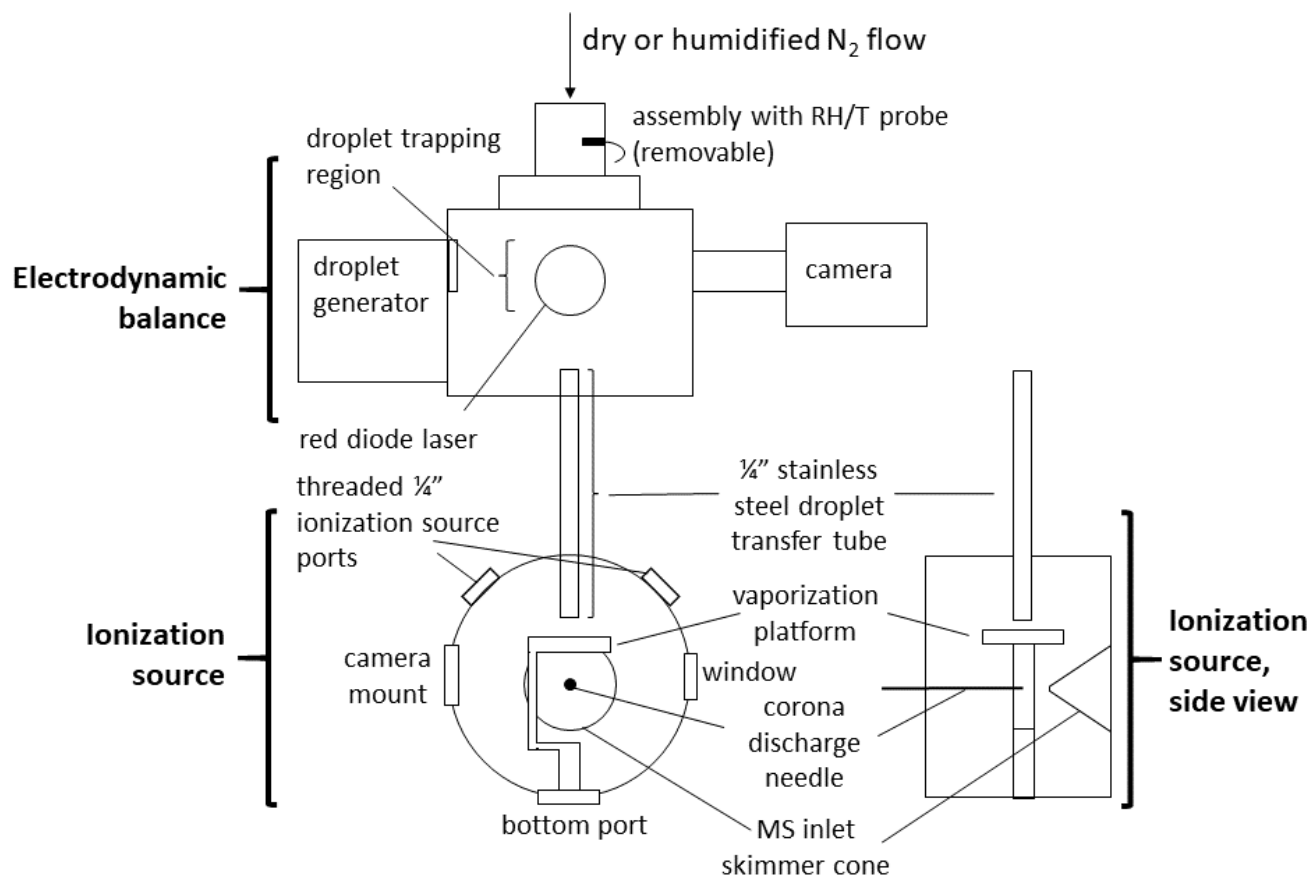 dry or humidified N₂ flow
assembly with RH/T probe
(removable)
droplet trapping
region
Electrodynamic
balance
droplet
generator
camera
red diode laser
threaded ¼”
ionization source
ports
¼” stainless
steel droplet
transfer tube
Ionization
source
camera
mount
vaporization
platform
window
corona
discharge
needle
Ionization
source,
side view
bottom port
MS inlet
skimmer cone